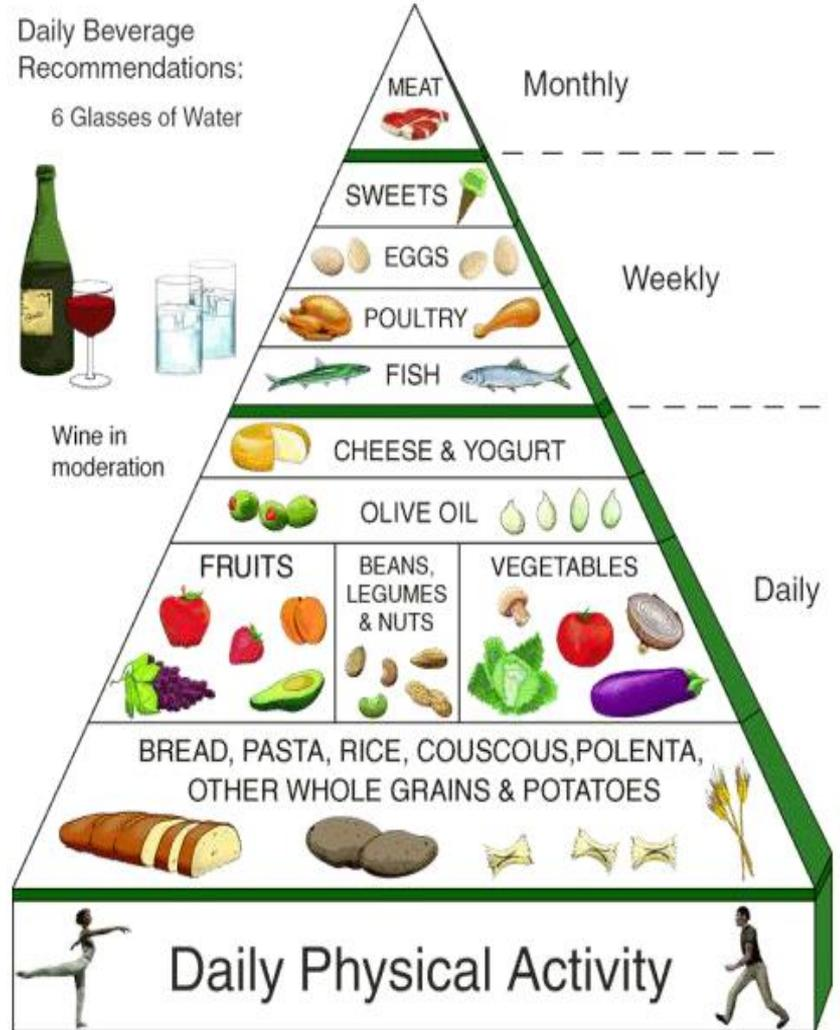 Daily Beverage
Recommendations:
6 Glasses of Water
Wine in
moderation
MEAT
Monthly
SWEETS
EGGS
POULTRY
FISH
Weekly
CHEESE & YOGURT
OLIVE OIL
FRUITS
BEANS,
LEGUMES
& NUTS
VEGETABLES
Daily
BREAD, PASTA, RICE, COUSCOUS,POLENTA,
OTHER WHOLE GRAINS & POTATOES
Daily Physical Activity